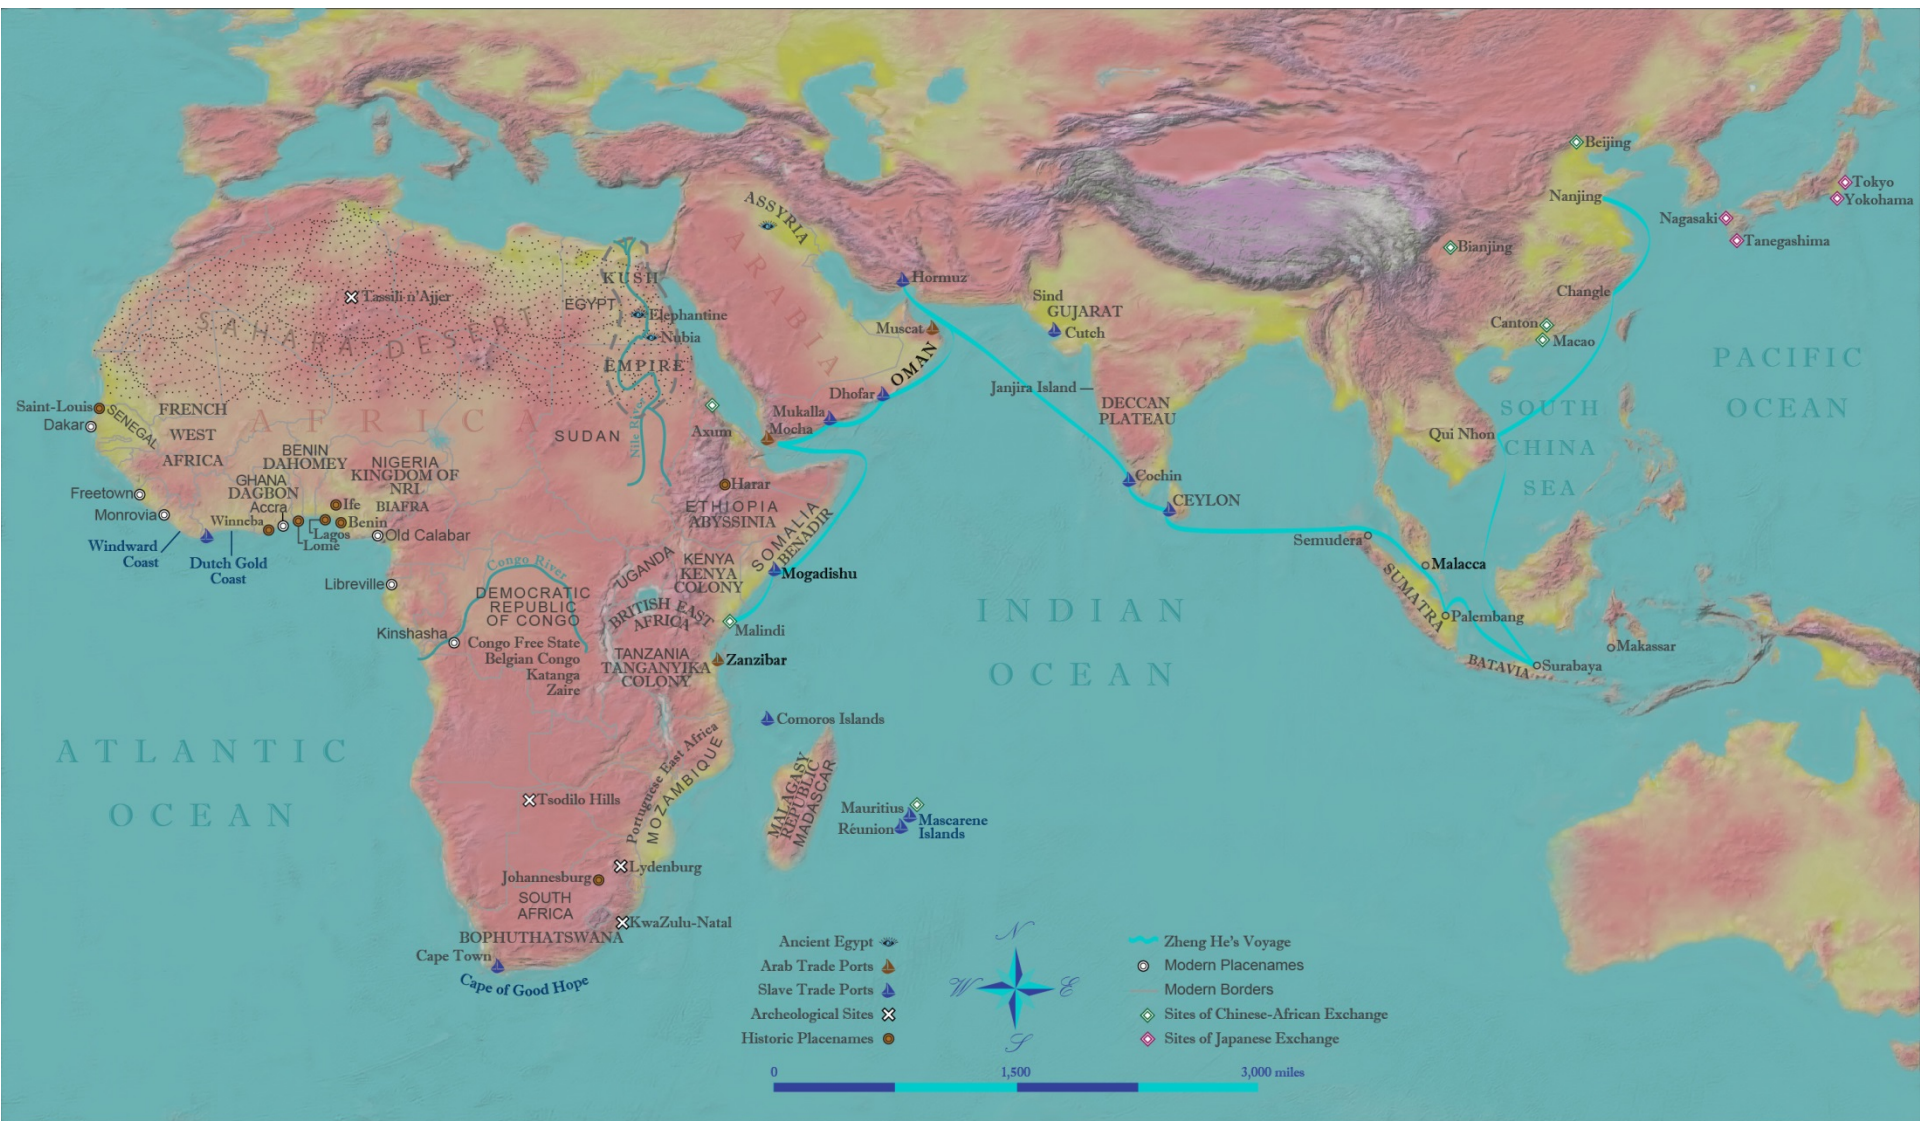 Beijing
Tokyo
Yokohama
Nanjing
Nagasaki
Tanegashima
Bianjing
Changle
Canton
Macao
PACIFIC
OCEAN
SOUTH
CHINA
SEA
Qui Nhon
ASSYRIA
ARABIA
Hormuz
Muscat
OMAN
Dhofar
Mukalla
Mocha
Sind
GUJARAT
Cutch
Janjira Island
DECCAN
PLATEAU
Cochin
CEYLON
Semudera
Malacca
SUMATRA
Palembang
BATAVIA
Surabaya
Makassar
KUSH
EGYPT
Elephantine
Nubia
EMPIRE
Tassili n'Ajjer
SAHARA DESERT
AFRICA
Nile River
SUDAN
Axum
Harar
ETHIOPIA
ABYSSINIA
SOMALIA
BENADIR
Mogadishu
Saint-Louis
Dakar
SENEGAL
FRENCH
WEST
AFRICA
BENIN
DAHOMEY
NIGERIA
KINGDOM OF
NRI
BIAFRA
GHANA
DAGBON
Accra
Winneba
Ife
Benin
Lagos
Lome
Old Calabar
Freetown
Monrovia
Windward
Coast
Dutch Gold
Coast
Libreville
Kinshasha
Congo River
DEMOCRATIC
REPUBLIC
OF CONGO
Congo Free State
Belgian Congo
Katanga
Zaire
UGANDA
KENYA
KENYA
COLONY
BRITISH EAST
AFRICA
Malindi
TANZANIA
TANGANYIKA
COLONY
Zanzibar
INDIAN
OCEAN
Comoros Islands
MALAGASY
REPUBLIC
MADASCAR
Mauritius
Réunion
Mascarene
Islands
Portuguese East Africa
MOZAMBIQUE
ATLANTIC
OCEAN
Tsodilo Hills
Lydenburg
Johannesburg
SOUTH
AFRICA
KwaZulu-Natal
BOPHUTHATSWANA
Cape Town
Cape of Good Hope
Ancient Egypt
Arab Trade Ports
Slave Trade Ports
Archeological Sites
Historic Placenames
N
W
E
S
Zheng He's Voyage
Modern Placenames
Modern Borders
Sites of Chinese-African Exchange
Sites of Japanese Exchange
0
1,500
3,000 miles